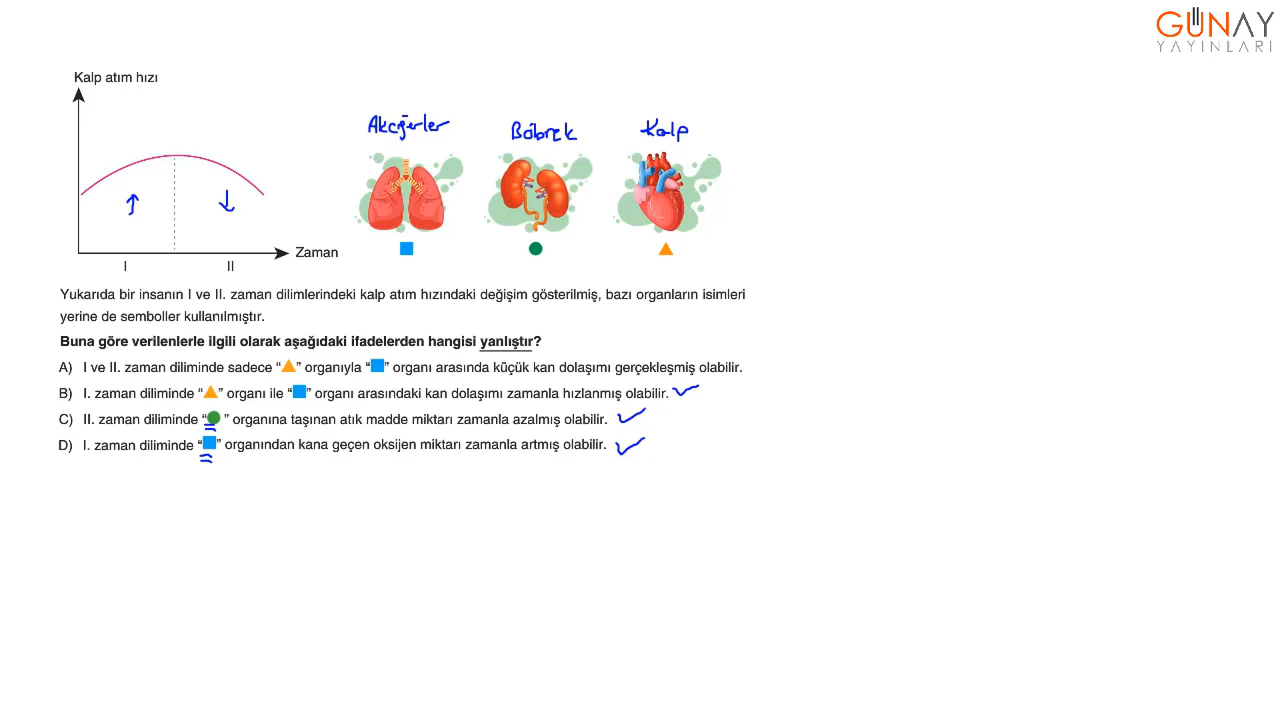 GÜNAY
YAYINLARI
Kalp atım hızı
Akciğerler
Böbrek
Kalp
Zaman
I
II
Yukarıda bir insanın I ve II. zaman dilimlerindeki kalp atım hızındaki değişim gösterilmiş, bazı organların isimleri
yerine de semboller kullanılmıştır.
Buna göre verilenlerle ilgili olarak aşağıdaki ifadelerden hangisi yanlıştır?
A) I ve II. zaman diliminde sadece “▲” organıyla “■” organı arasında küçük kan dolaşımı gerçekleşmiş olabilir.
B) I. zaman diliminde “▲” organı ile “■” organı arasındaki kan dolaşımı zamanla hızlanmış olabilir.
C) II. zaman diliminde “●” organına taşınan atık madde miktarı zamanla azalmış olabilir.
D) I. zaman diliminde “■” organından kana geçen oksijen miktarı zamanla artmış olabilir.